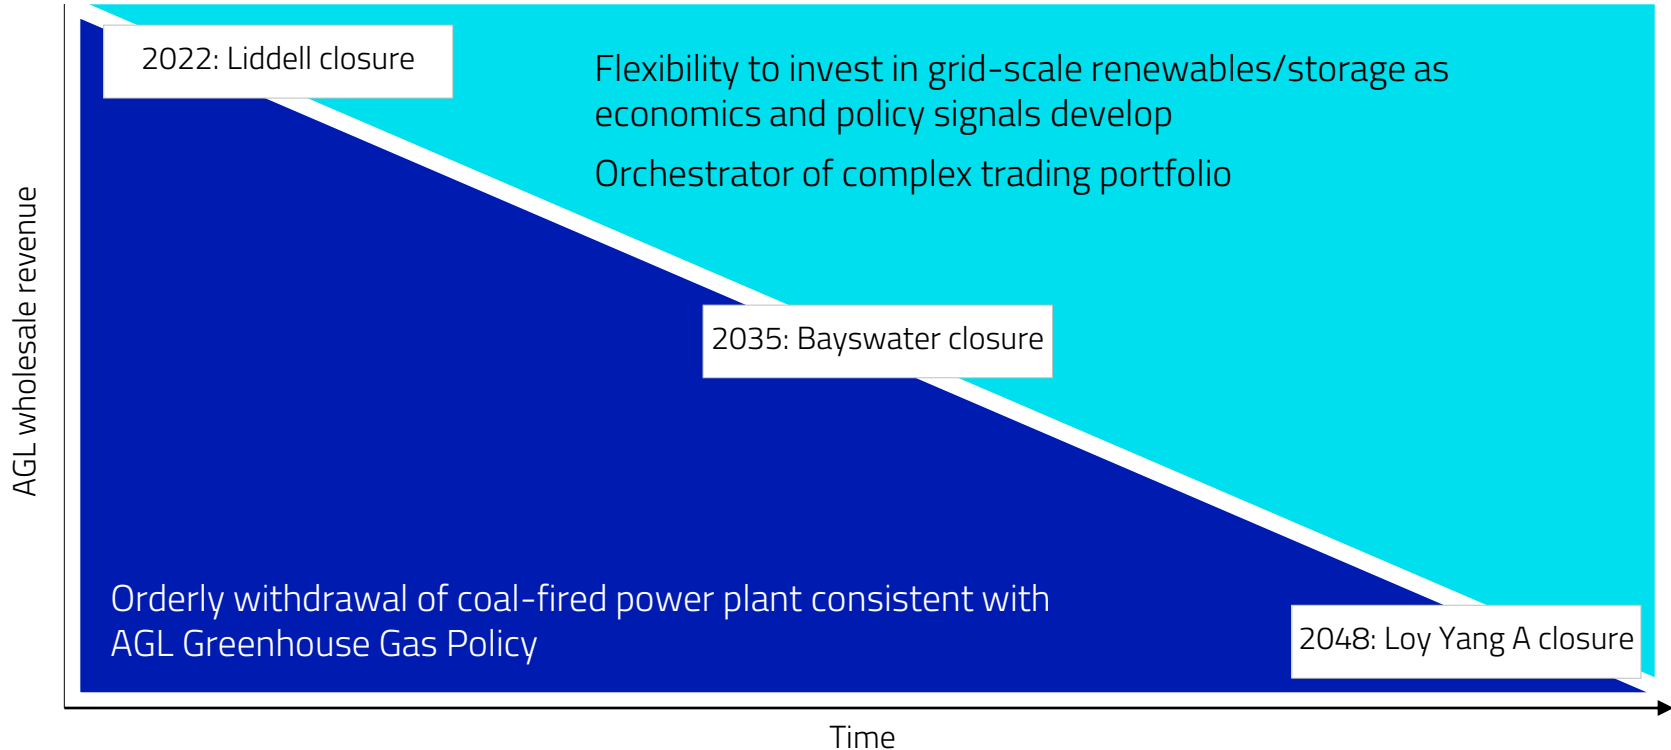 2022: Liddell closure
Flexibility to invest in grid-scale renewables/storage as
economics and policy signals develop
Orchestrator of complex trading portfolio
AGL wholesale revenue
2035: Bayswater closure
Orderly withdrawal of coal-fired power plant consistent with
AGL Greenhouse Gas Policy
2048: Loy Yang A closure
Time